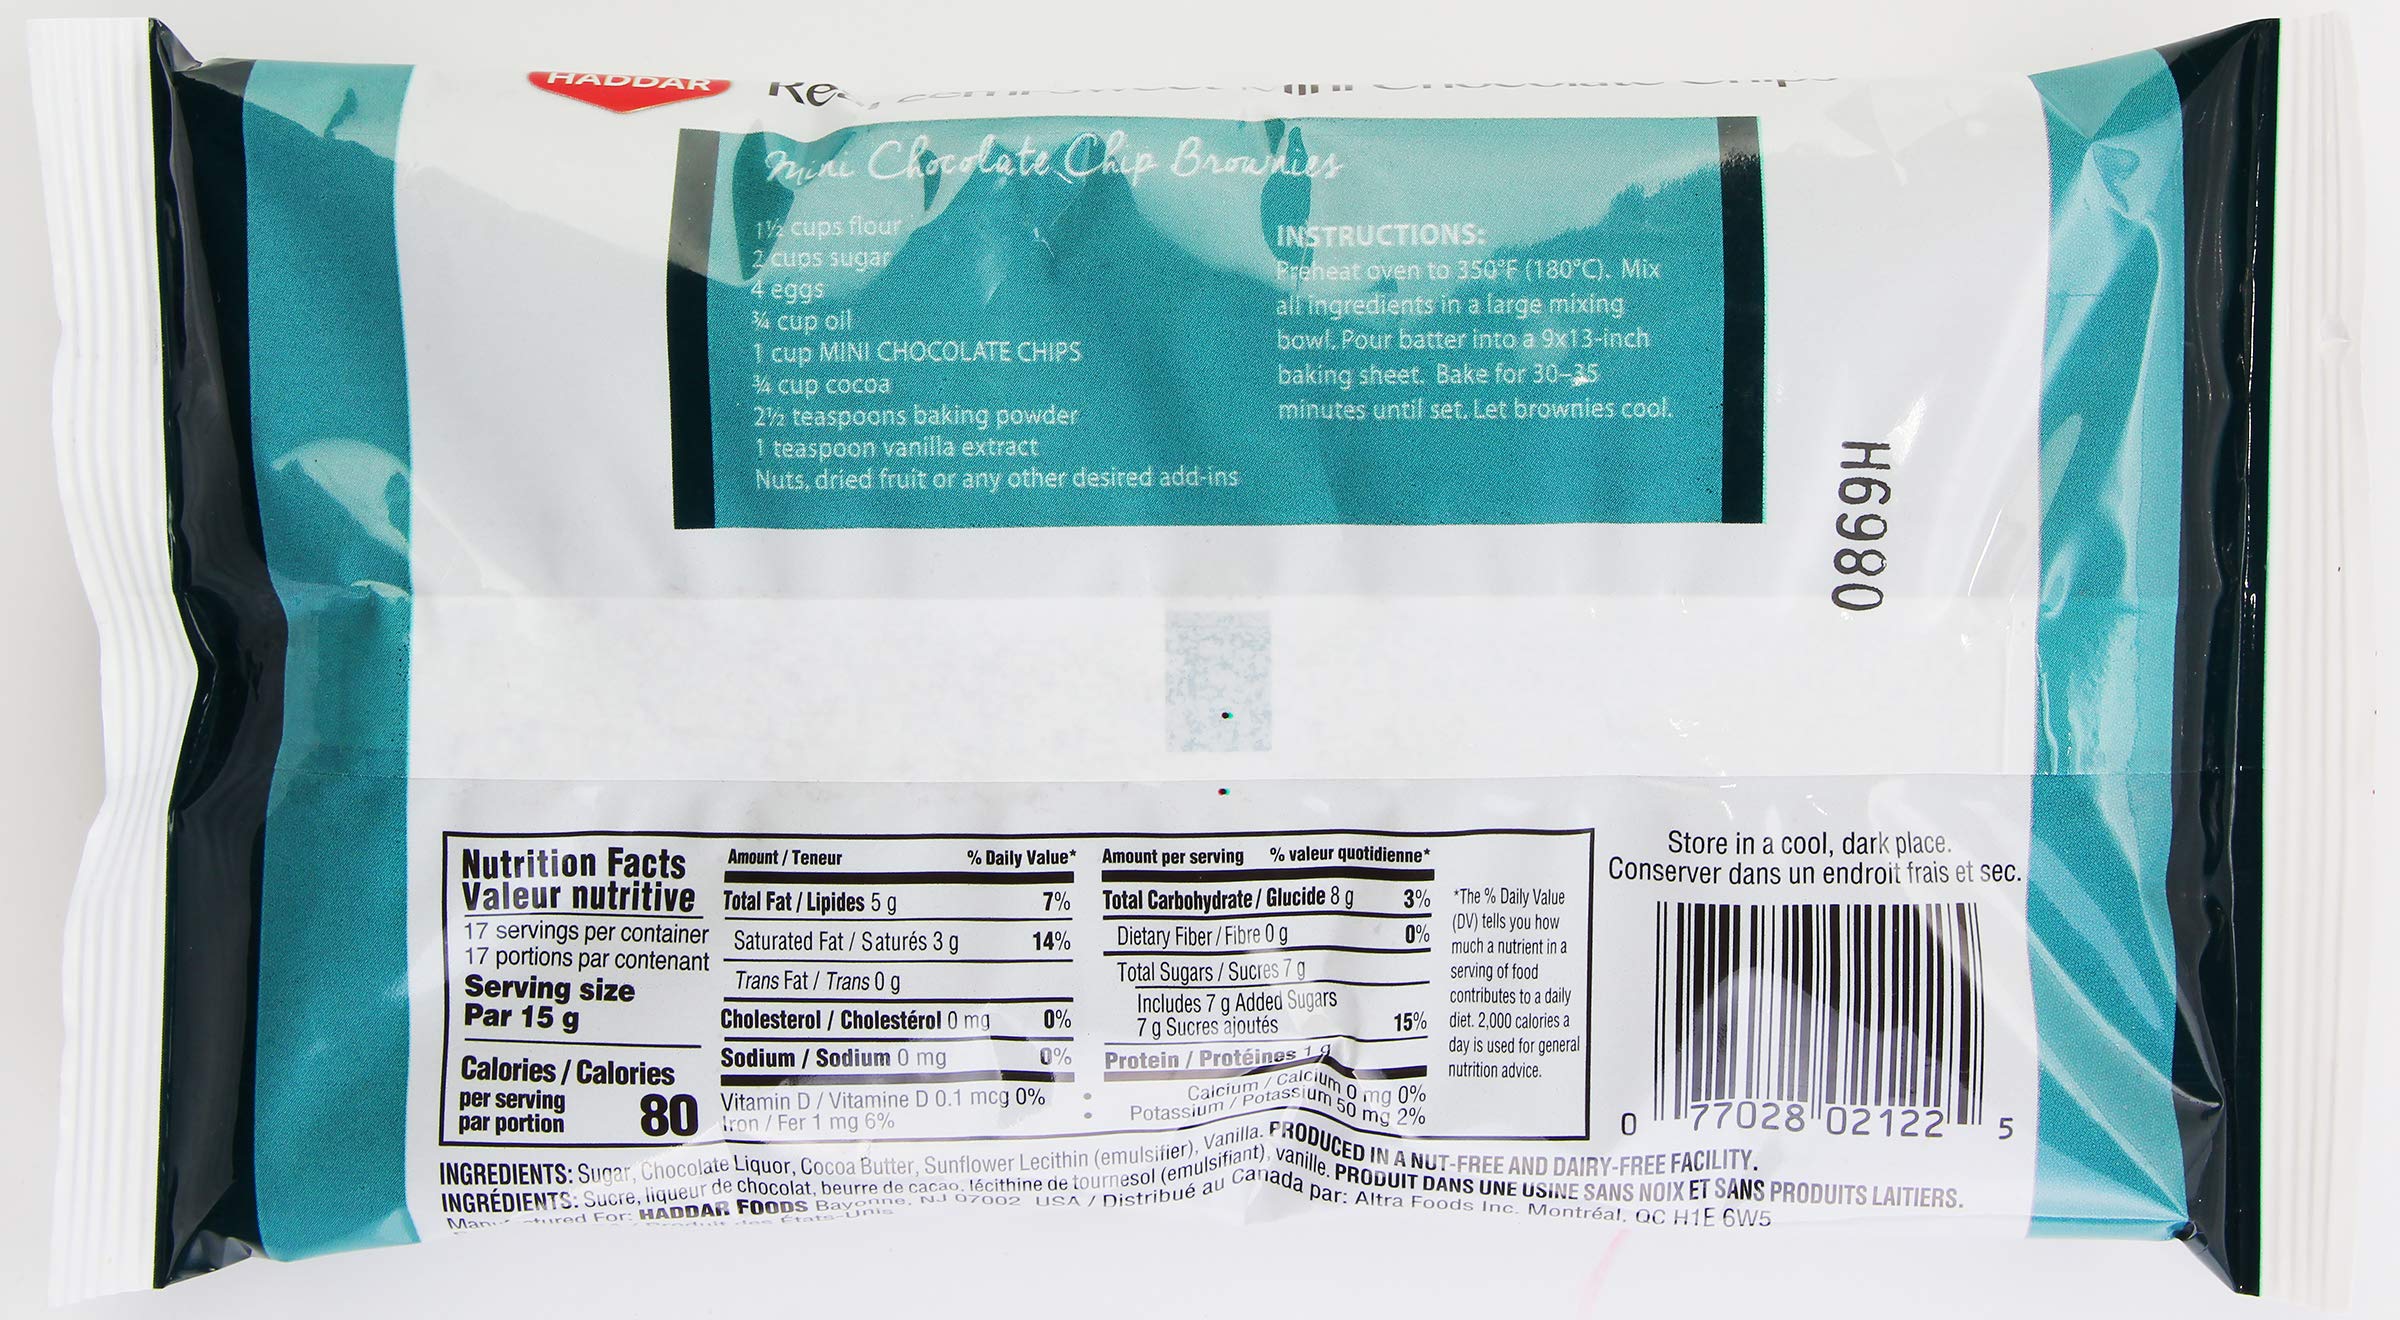 HADDAR
Mini Chocolate Chip Brownies
1½ cups flour
2 cups sugar
4 eggs
¾ cup oil
1 cup MINI CHOCOLATE CHIPS
¾ cup cocoa
2½ teaspoons baking powder
1 teaspoon vanilla extract
Nuts, dried fruit or any other desired add-ins
INSTRUCTIONS:
Preheat oven to 350°F (180°C). Mix
all ingredients in a large mixing
bowl. Pour batter into a 9x13-inch
baking sheet. Bake for 30–35
minutes until set. Let brownies cool.
0866H
Nutrition Facts
Valeur nutritive
17 servings per container
17 portions par contenant
Serving size
Par 15 g
Calories / Calories
per serving
par portion 80
Amount / Teneur % Daily Value*
Total Fat / Lipides 5 g 7%
Saturated Fat / Saturés 3 g 14%
Trans Fat / Trans 0 g
Cholesterol / Cholestérol 0 mg 0%
Sodium / Sodium 0 mg 0%
Vitamin D / Vitamine D 0.1 mcg 0%
Iron / Fer 1 mg 6%
Amount per serving % valeur quotidienne*
Total Carbohydrate / Glucide 8 g 3%
Dietary Fiber / Fibre 0 g 0%
Total Sugars / Sucres 7 g
Includes 7 g Added Sugars
7 g Sucres ajoutés 15%
Protein / Protéines 1 g
Calcium / Calcium 0 mg 0%
Potassium / Potassium 50 mg 2%
*The % Daily Value
(DV) tells you how
much a nutrient in a
serving of food
contributes to a daily
diet. 2,000 calories a
day is used for general
nutrition advice.
Store in a cool, dark place.
Conserver dans un endroit frais et sec.
0 77028 02122 5
INGREDIENTS: Sugar, Chocolate Liquor, Cocoa Butter, Sunflower Lecithin (emulsifier), Vanilla. PRODUCED IN A NUT-FREE AND DAIRY-FREE FACILITY.
INGRÉDIENTS: Sucre, liqueur de chocolat, beurre de cacao, lécithine de tournesol (emulsifiant), vanille. PRODUIT DANS UNE USINE SANS NOIX ET SANS PRODUITS LAITIERS.
For: HADDAR FOODS Bayonne, NJ 07002 USA / Distribué au Canada par: Altra Foods Inc. Montréal, QC H1E 6W5
Produit des États-Unis